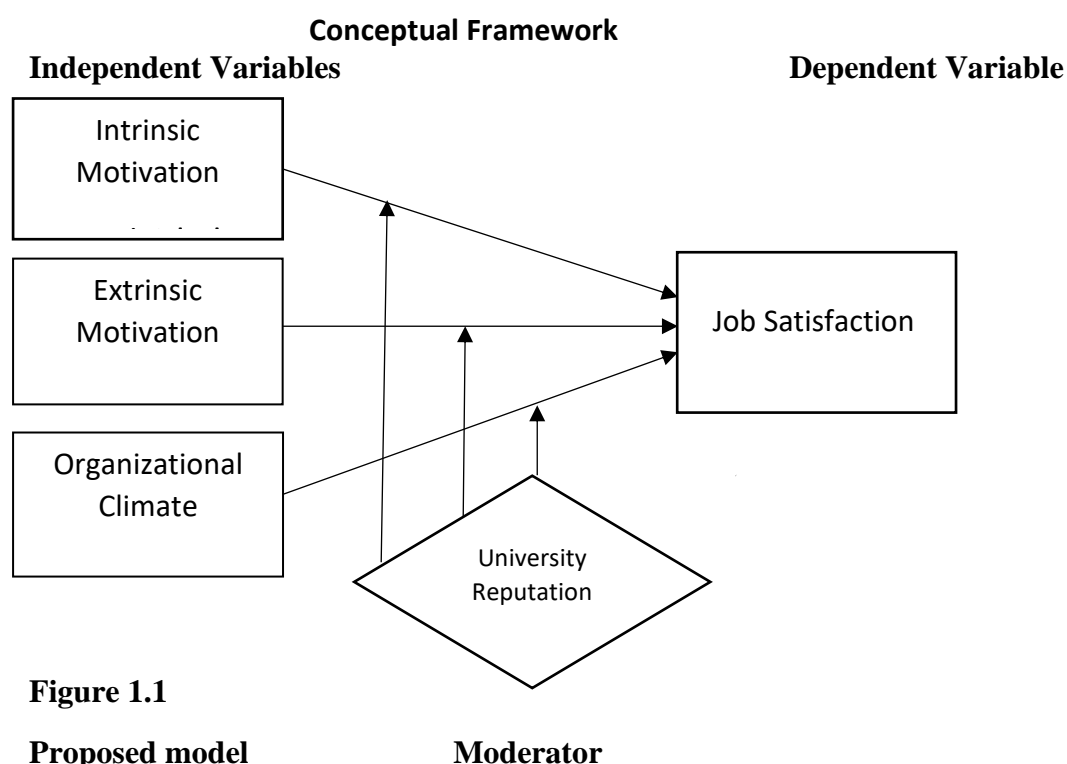 Conceptual Framework
Independent Variables Dependent Variable
Intrinsic
Motivation
Extrinsic
Motivation
Job Satisfaction
Organizational
Climate
University
Reputation
Figure 1.1
Proposed model Moderator